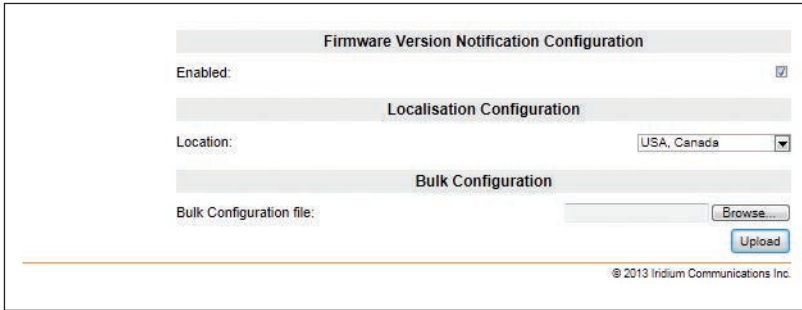 Firmware Version Notification Configuration
Enabled:
Localisation Configuration
Location: USA, Canada
Bulk Configuration
Bulk Configuration file: Browse...
Upload
© 2013 Iridium Communications Inc.